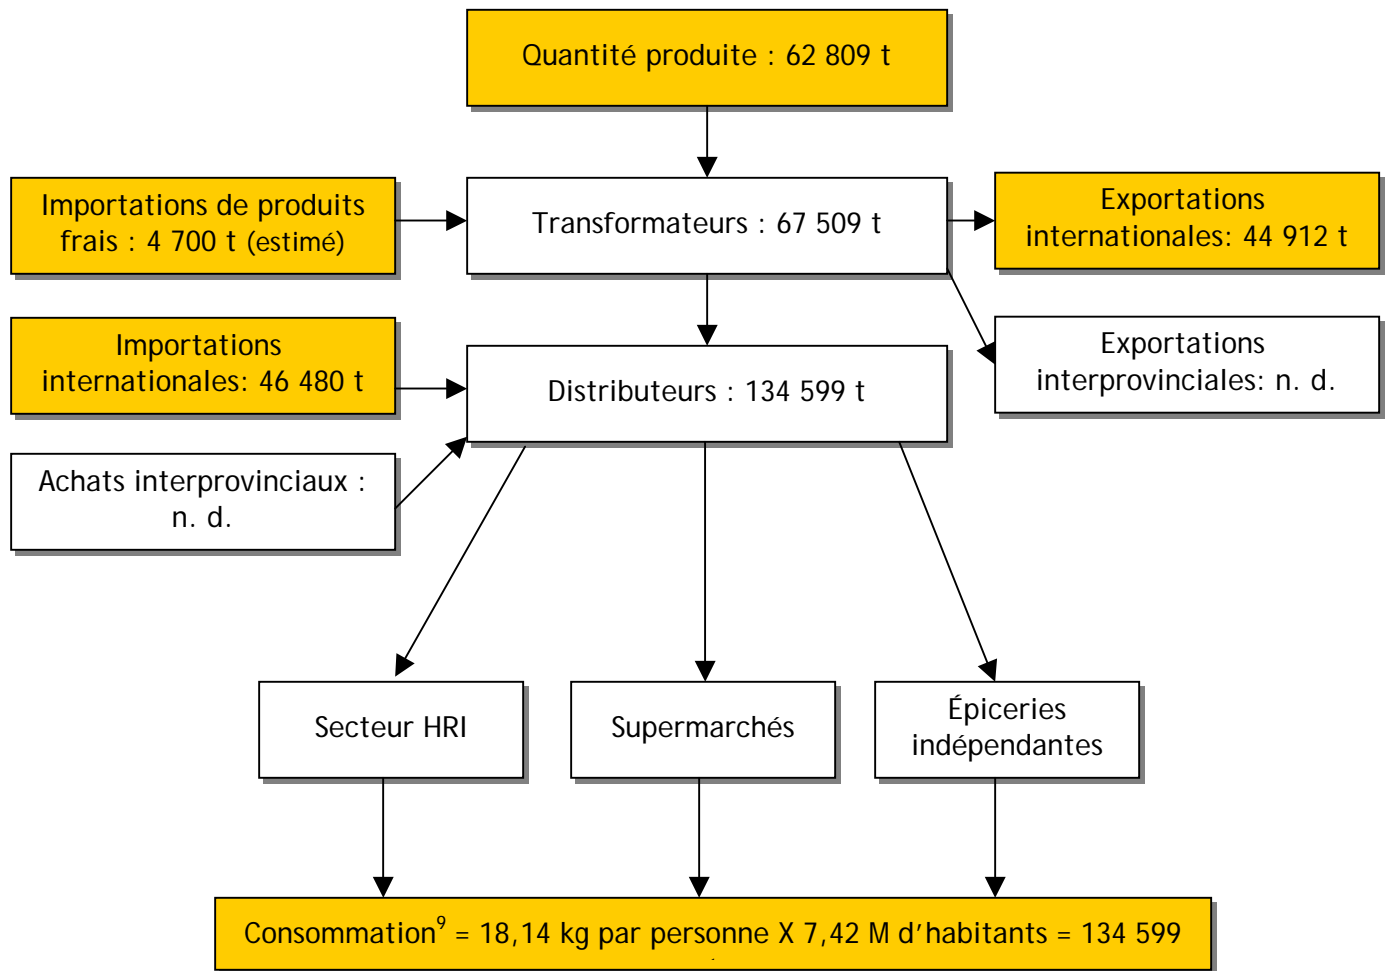 Quantité produite : 62 809 t
Importations de produits
frais : 4 700 t (estimé)
Transformateurs : 67 509 t
Exportations
internationales: 44 912 t
Importations
internationales: 46 480 t
Distributeurs : 134 599 t
Exportations
interprovinciales: n. d.
Achats interprovinciaux :
n. d.
Secteur HRI
Supermarchés
Épiceries
indépendantes
Consommation⁹ = 18,14 kg par personne X 7,42 M d’habitants = 134 599